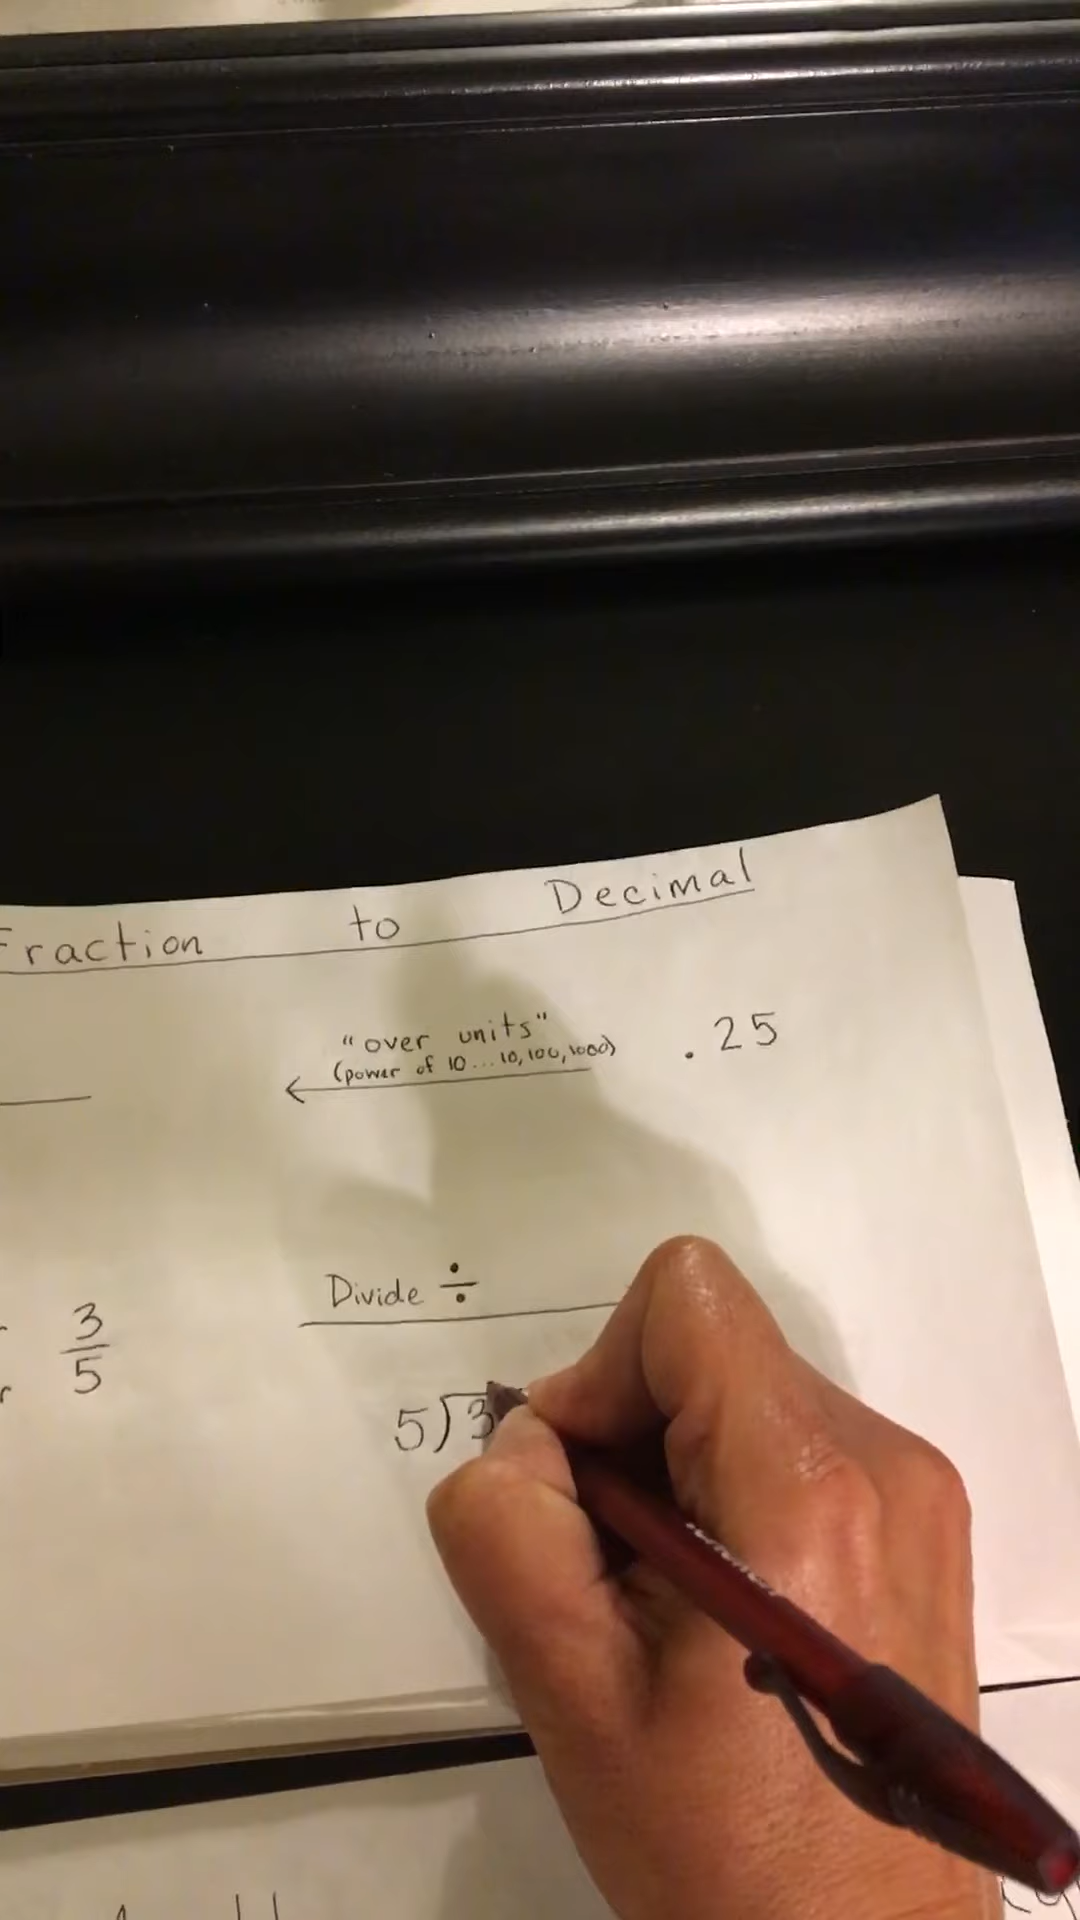 Fraction to Decimal
"over units"
(power of 10...10,100,1000)
. 25
Divide ÷
3
5
5)3